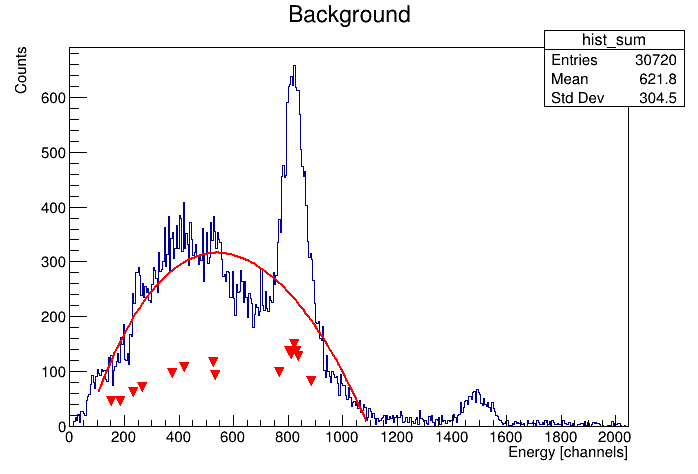 Background
hist_sum
Entries 30720
Mean 621.8
Std Dev 304.5
Counts
600
500
400
300
200
100
0
0 200 400 600 800 1000 1200 1400 1600 1800 2000
Energy [channels]